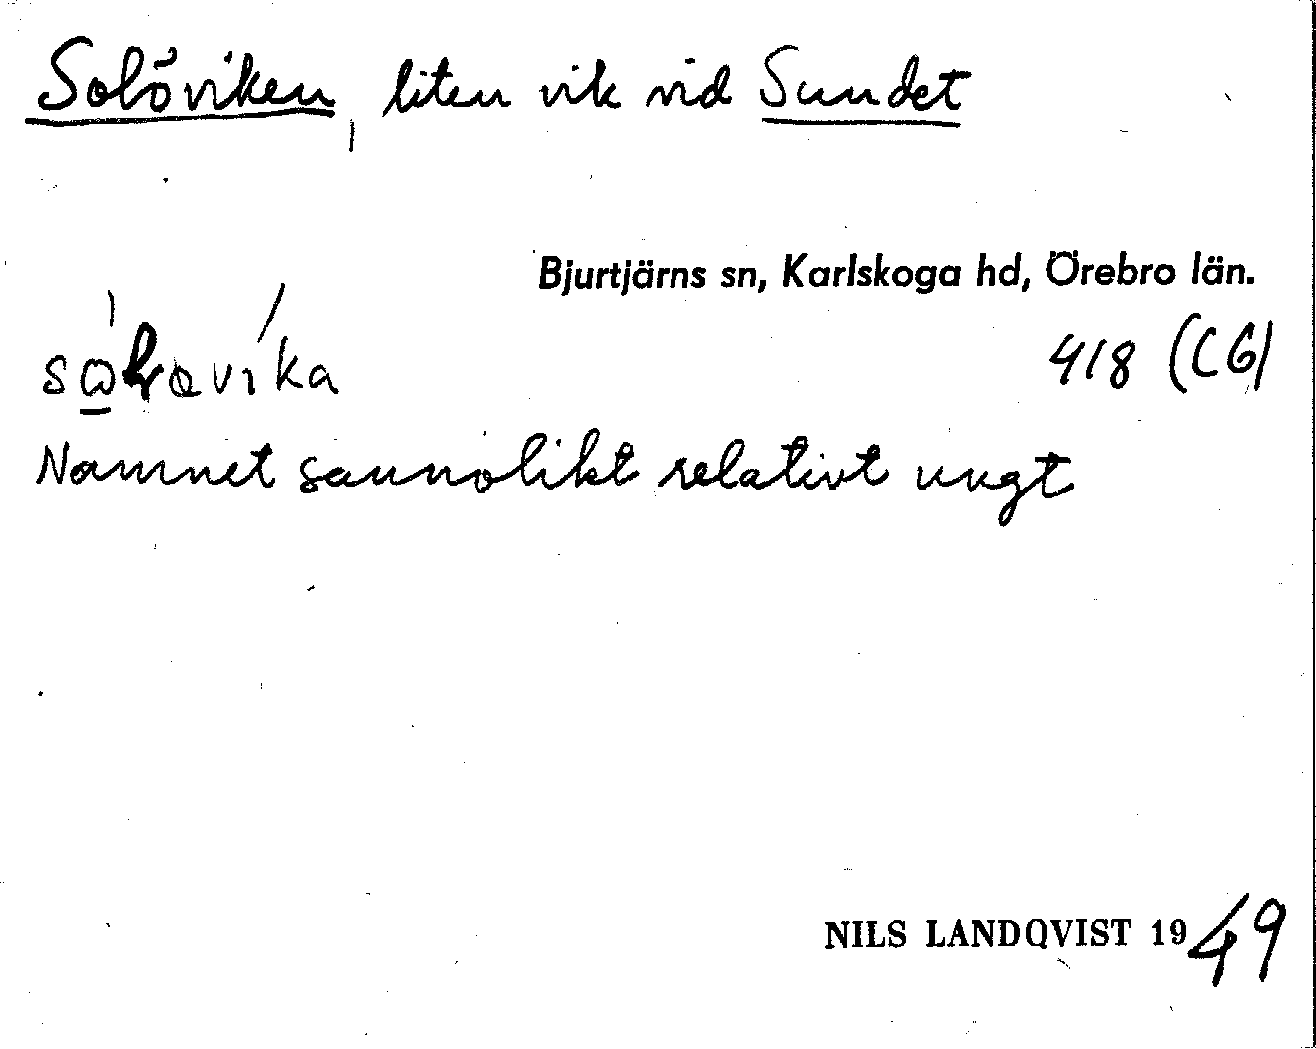 Solöviken, liten vik vid Sundet
Bjurtjärns sn, Karlskoga hd, Örebro län.
418 (CG)
Namnet sannolikt relativt ungt
NILS LANDQVIST 1949